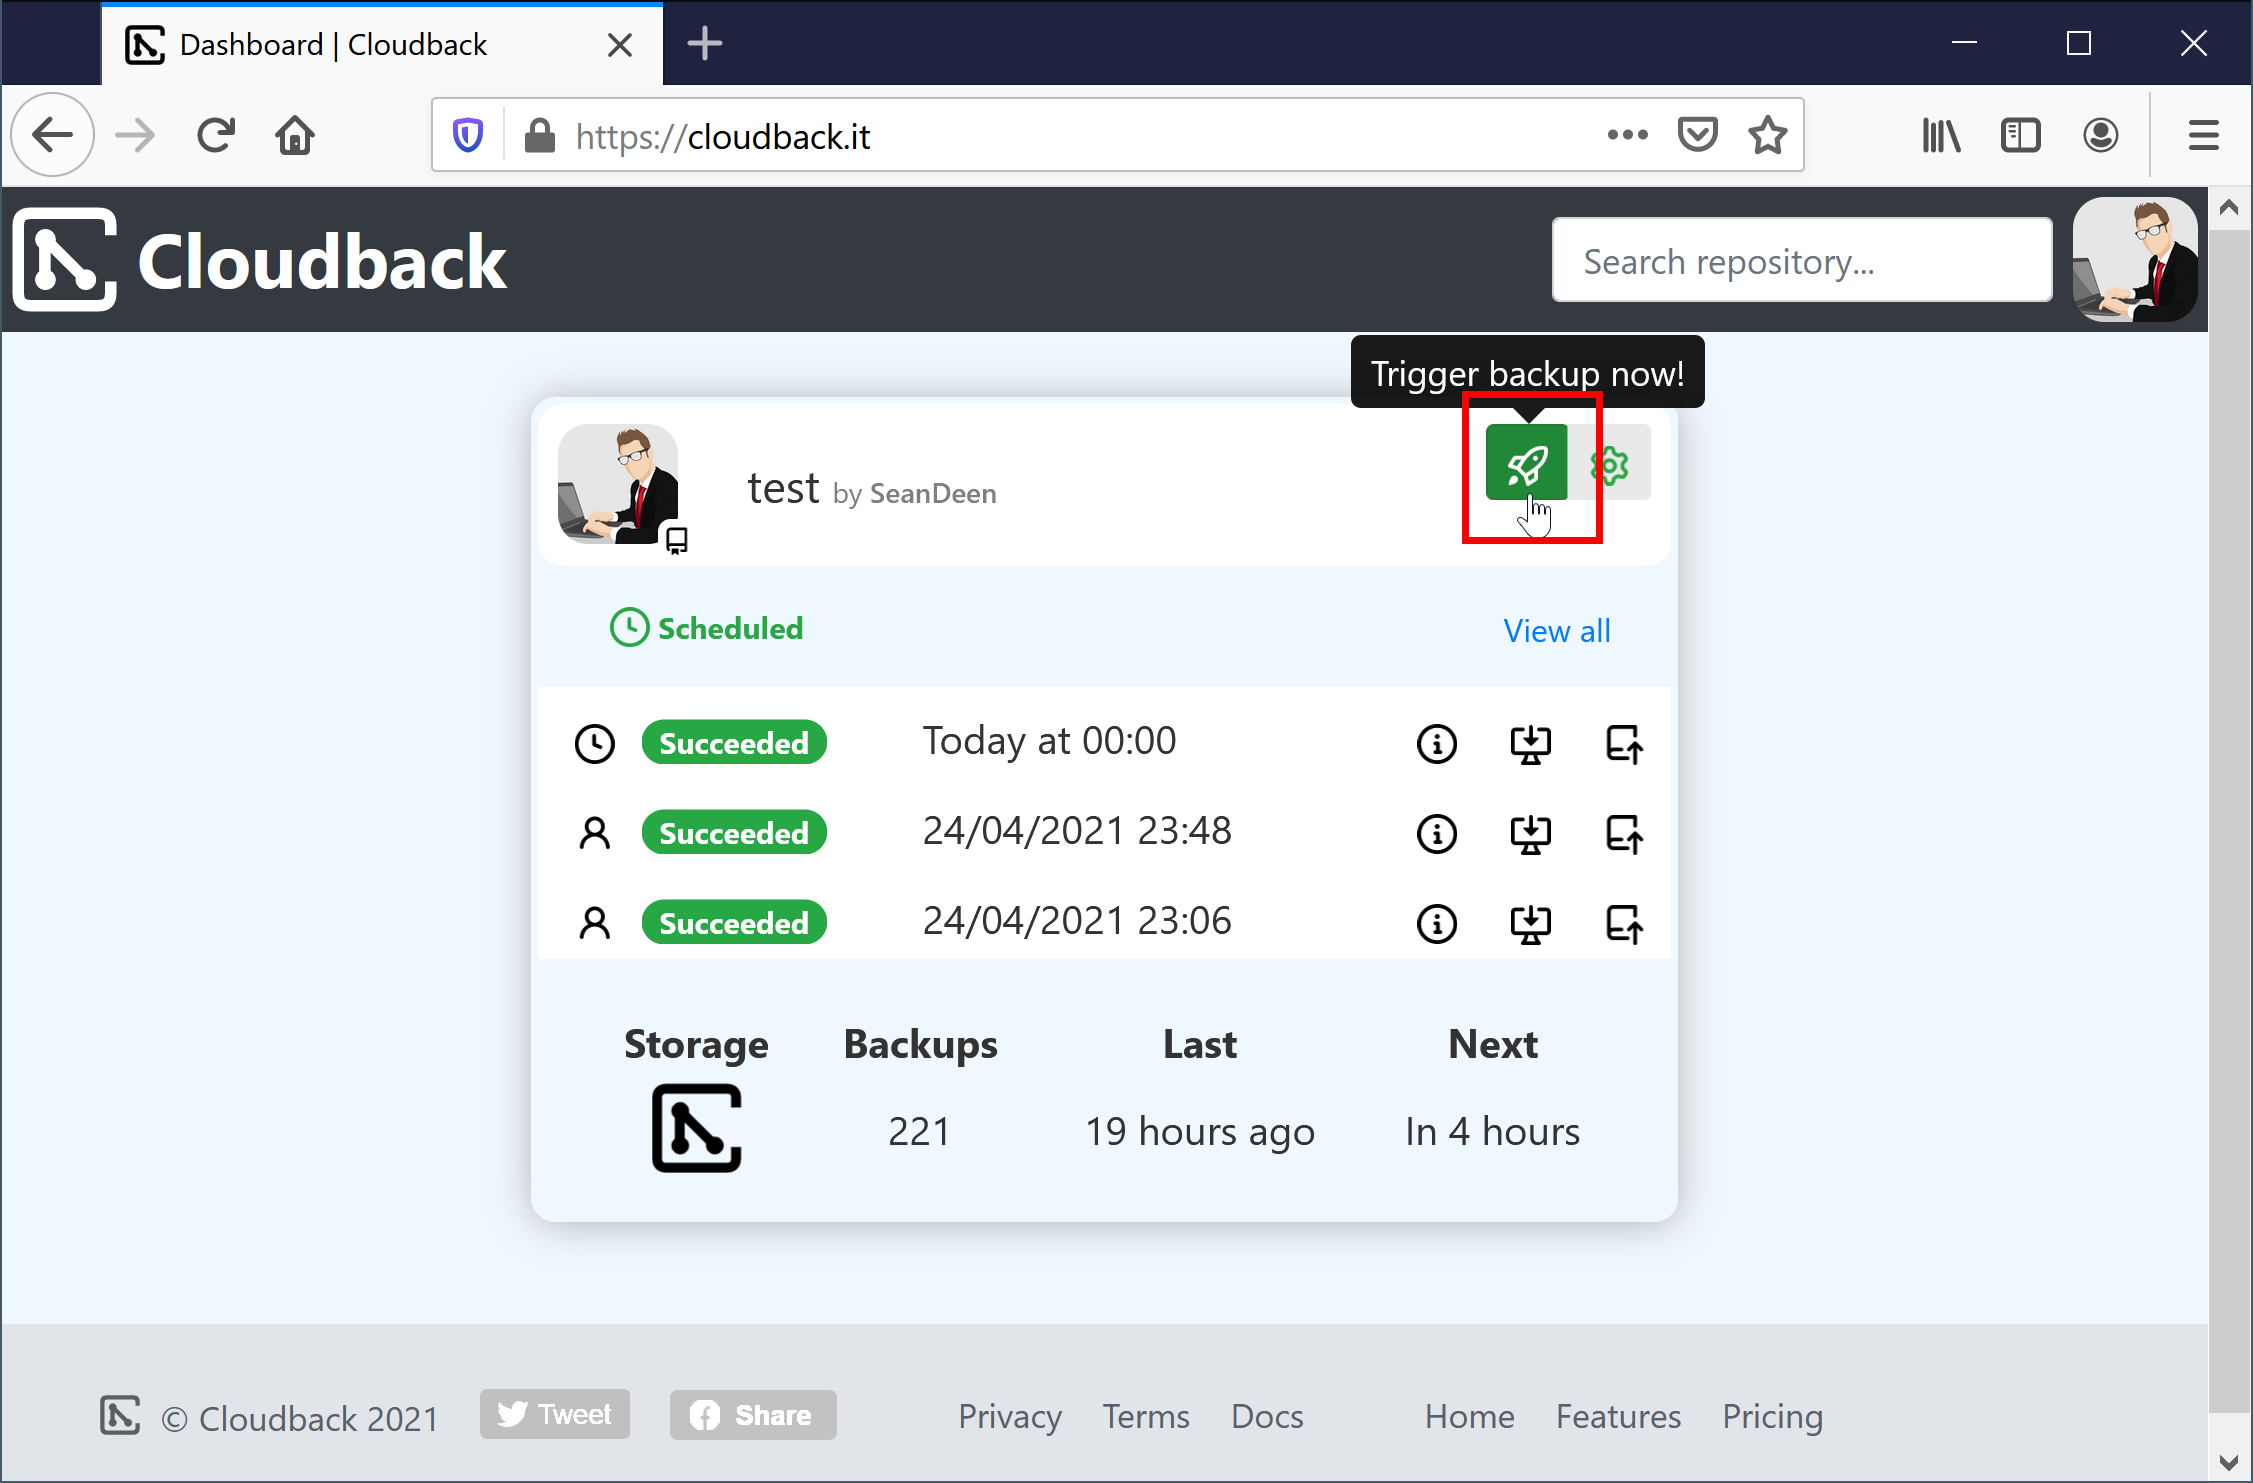 Dashboard | Cloudback
https://cloudback.it
Cloudback
Search repository...
Trigger backup now!
test by SeanDeen
Scheduled
View all
Succeeded Today at 00:00
Succeeded 24/04/2021 23:48
Succeeded 24/04/2021 23:06
Storage Backups Last Next
221 19 hours ago In 4 hours
© Cloudback 2021 Tweet Share Privacy Terms Docs Home Features Pricing